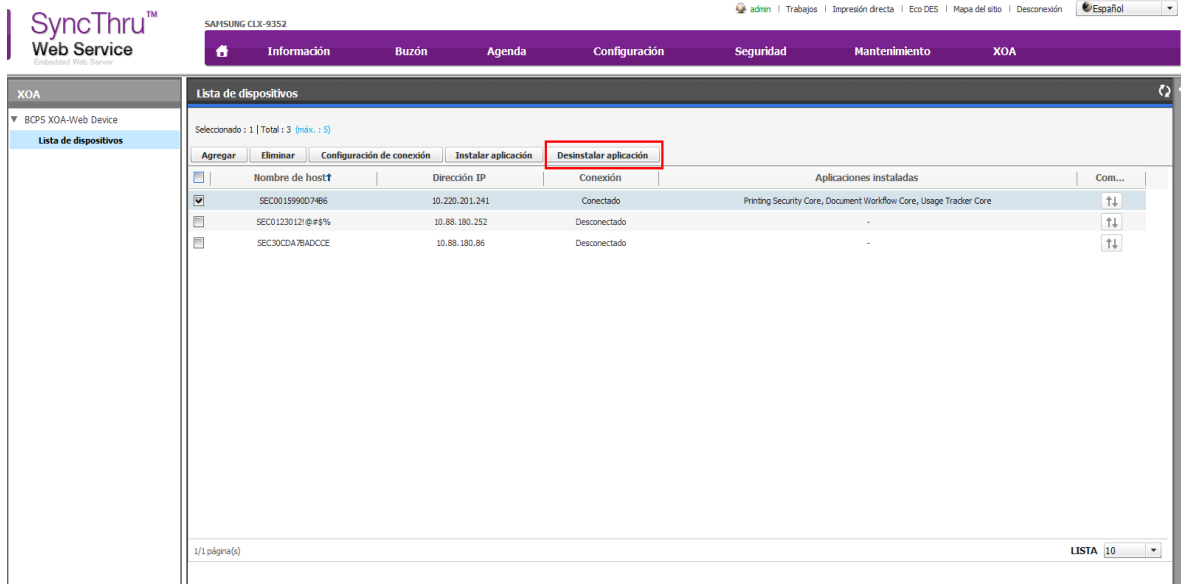 SyncThru™
Web Service
Embedded Web Server
SAMSUNG CLX-9352
admin | Trabajos | Impresión directa | Eco DES | Mapa del sitio | Desconexión
Español
Información Buzón Agenda Configuración Seguridad Mantenimiento XOA
XOA
BCPS XOA-Web Device
Lista de dispositivos
Lista de dispositivos
Seleccionado : 1 | Total : 3 (máx. : 5)
Agregar Eliminar Configuración de conexión Instalar aplicación Desinstalar aplicación
Nombre de host Dirección IP Conexión Aplicaciones instaladas Com...
SEC0015990D74B6 10.220.201.241 Conectado Printing Security Core, Document Workflow Core, Usage Tracker Core
SEC0123012!@#$% 10.88.180.252 Desconectado -
SEC30CDA7BADCCE 10.88.180.86 Desconectado -
1/1 página(s)
LISTA 10